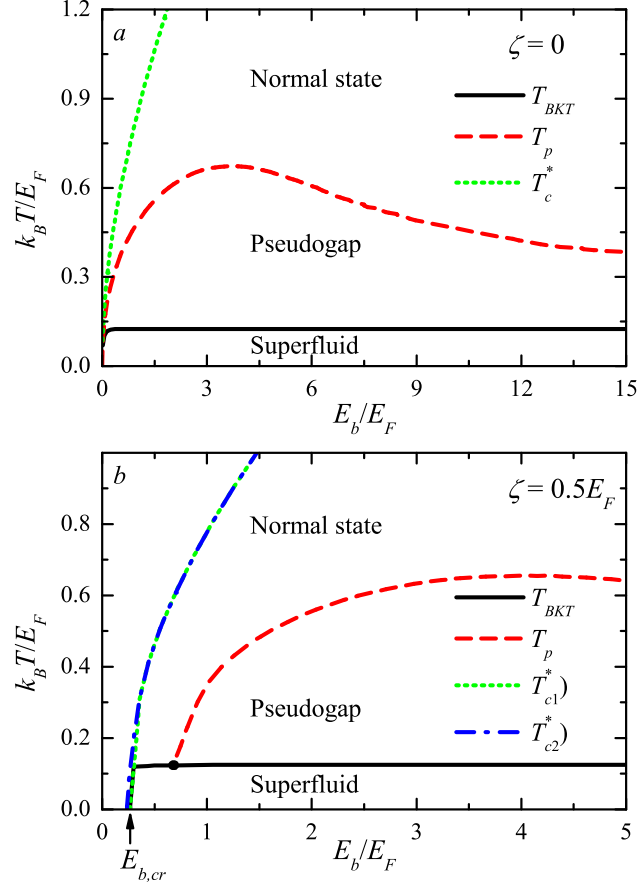 a
ζ = 0
1.2
0.9
0.6
0.3
0.0
k_B T/E_F
Normal state
Pseudogap
Superfluid
T_BKT
T_p
T_c^*
0 3 6 9 12 15
E_b/E_F
b
ζ = 0.5E_F
0.8
0.6
0.4
0.2
0.0
k_B T/E_F
Normal state
Pseudogap
Superfluid
T_BKT
T_p
T_c1^*)
T_c2^*)
0 1 2 3 4 5
E_b,cr
E_b/E_F